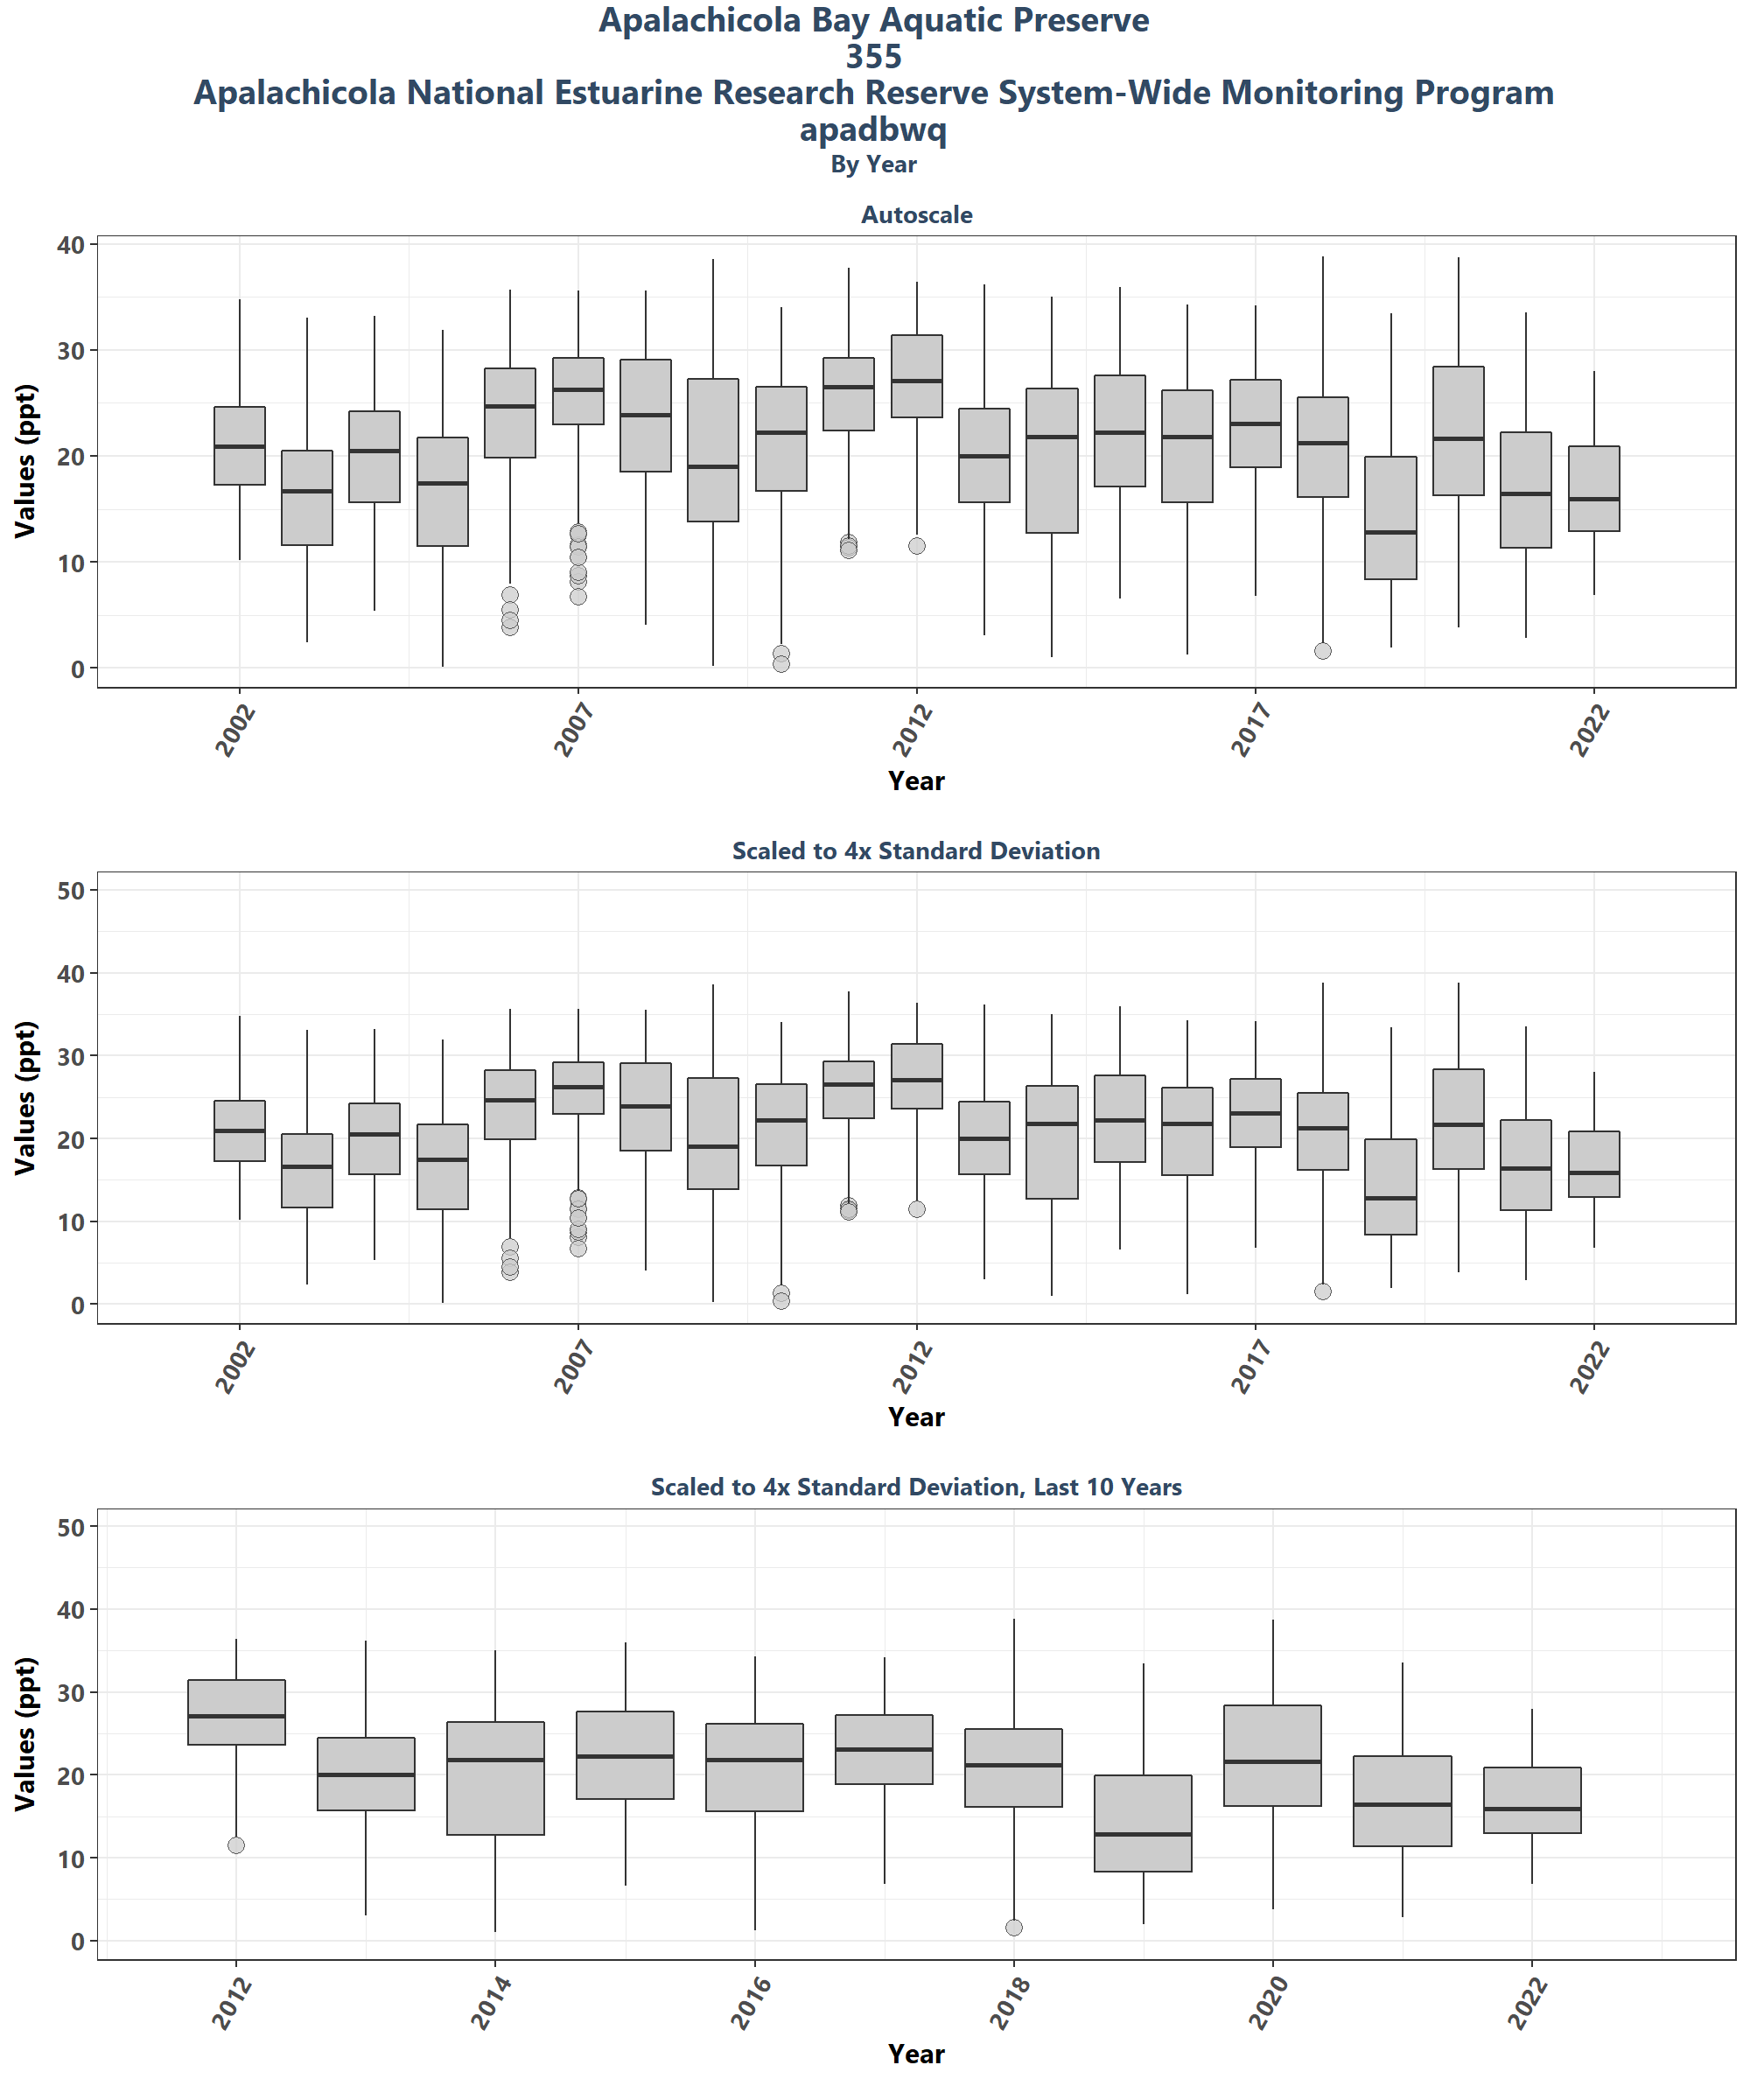 Apalachicola Bay Aquatic Preserve
355
Apalachicola National Estuarine Research Reserve System-Wide Monitoring Program
apadbwq
By Year
Autoscale
Values (ppt)
40
30
20
10
0
2002
2007
2012
2017
2022
Year
Scaled to 4x Standard Deviation
Values (ppt)
50
40
30
20
10
0
2002
2007
2012
2017
2022
Year
Scaled to 4x Standard Deviation, Last 10 Years
Values (ppt)
50
40
30
20
10
0
2012
2014
2016
2018
2020
2022
Year